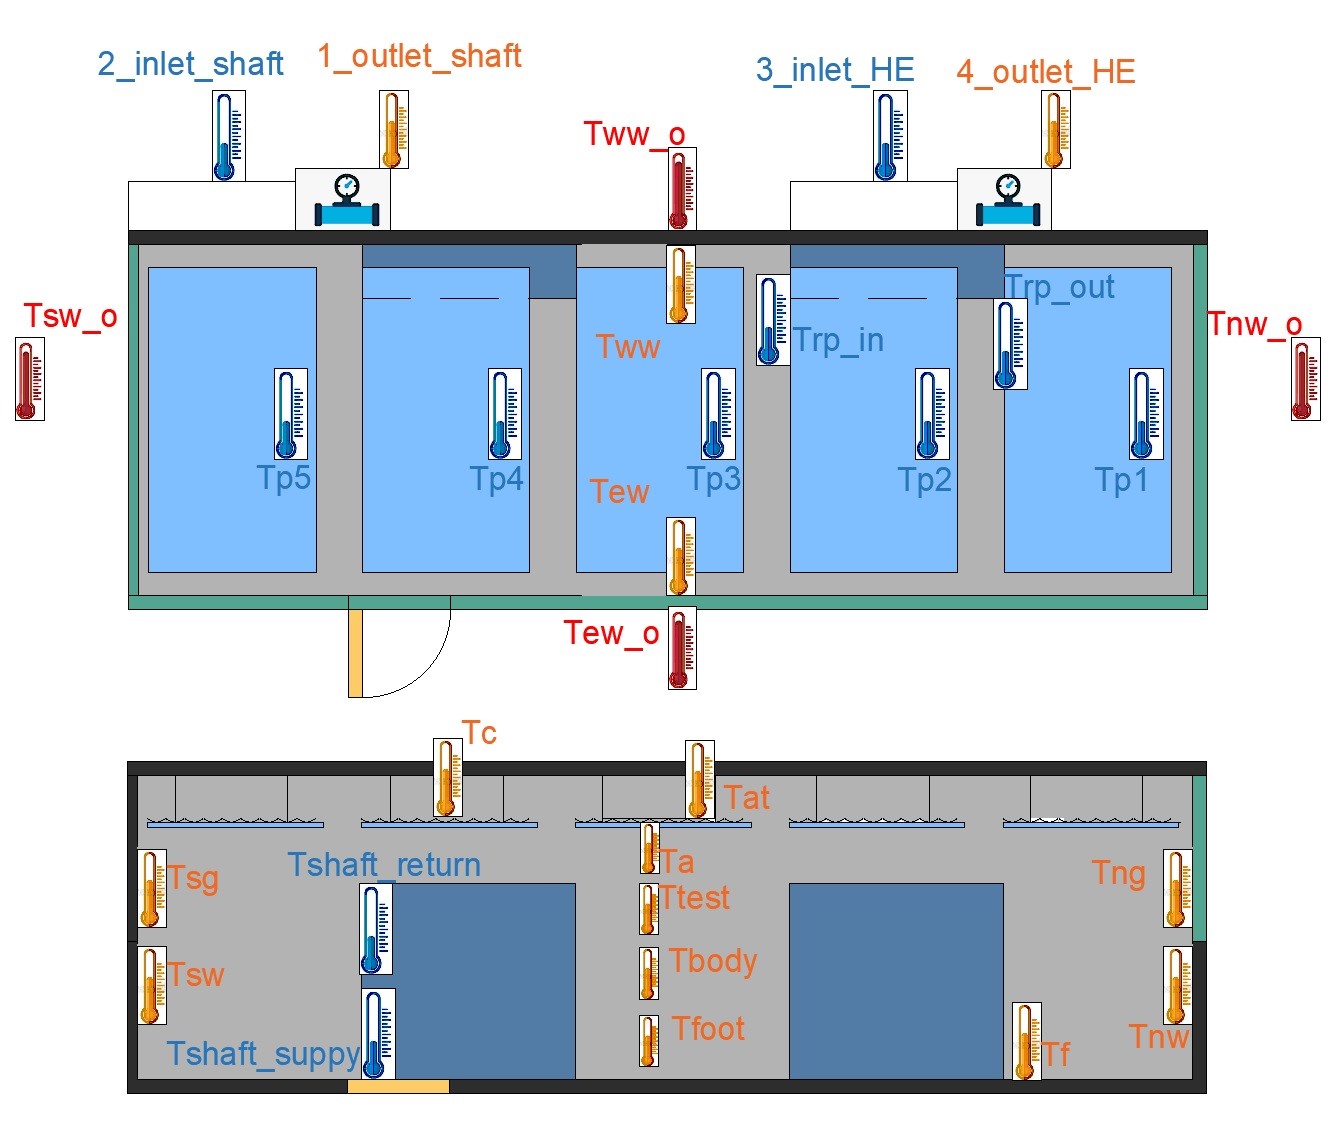 2_inlet_shaft
1_outlet_shaft
3_inlet_HE
4_outlet_HE
Tww_o
Tsw_o
Trp_out
Tnw_o
Tww
Trp_in
Tp5
Tp4
Tew
Tp3
Tp2
Tp1
Tew_o
Tc
Tat
Tsg
Tshaft_return
Ta
Tng
Ttest
Tsw
Tbody
Tfoot
Tnw
Tshaft_suppy
Tf